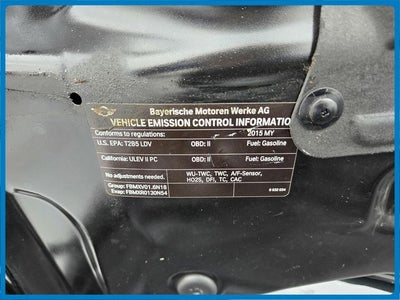 Bayerische Motoren Werke AG
VEHICLE EMISSION CONTROL INFORMATION
Conforms to regulations: 2015 MY
U.S. EPA: T2B5 LDV OBD: II Fuel: Gasoline
California: ULEV II PC OBD: II Fuel: Gasoline
No adjustments needed. WU-TWC, TWC, A/F-Sensor,
HO2S, DFI, TC, CAC
Group: FBMXV01.5N18
Evap: FBMXR0130N54